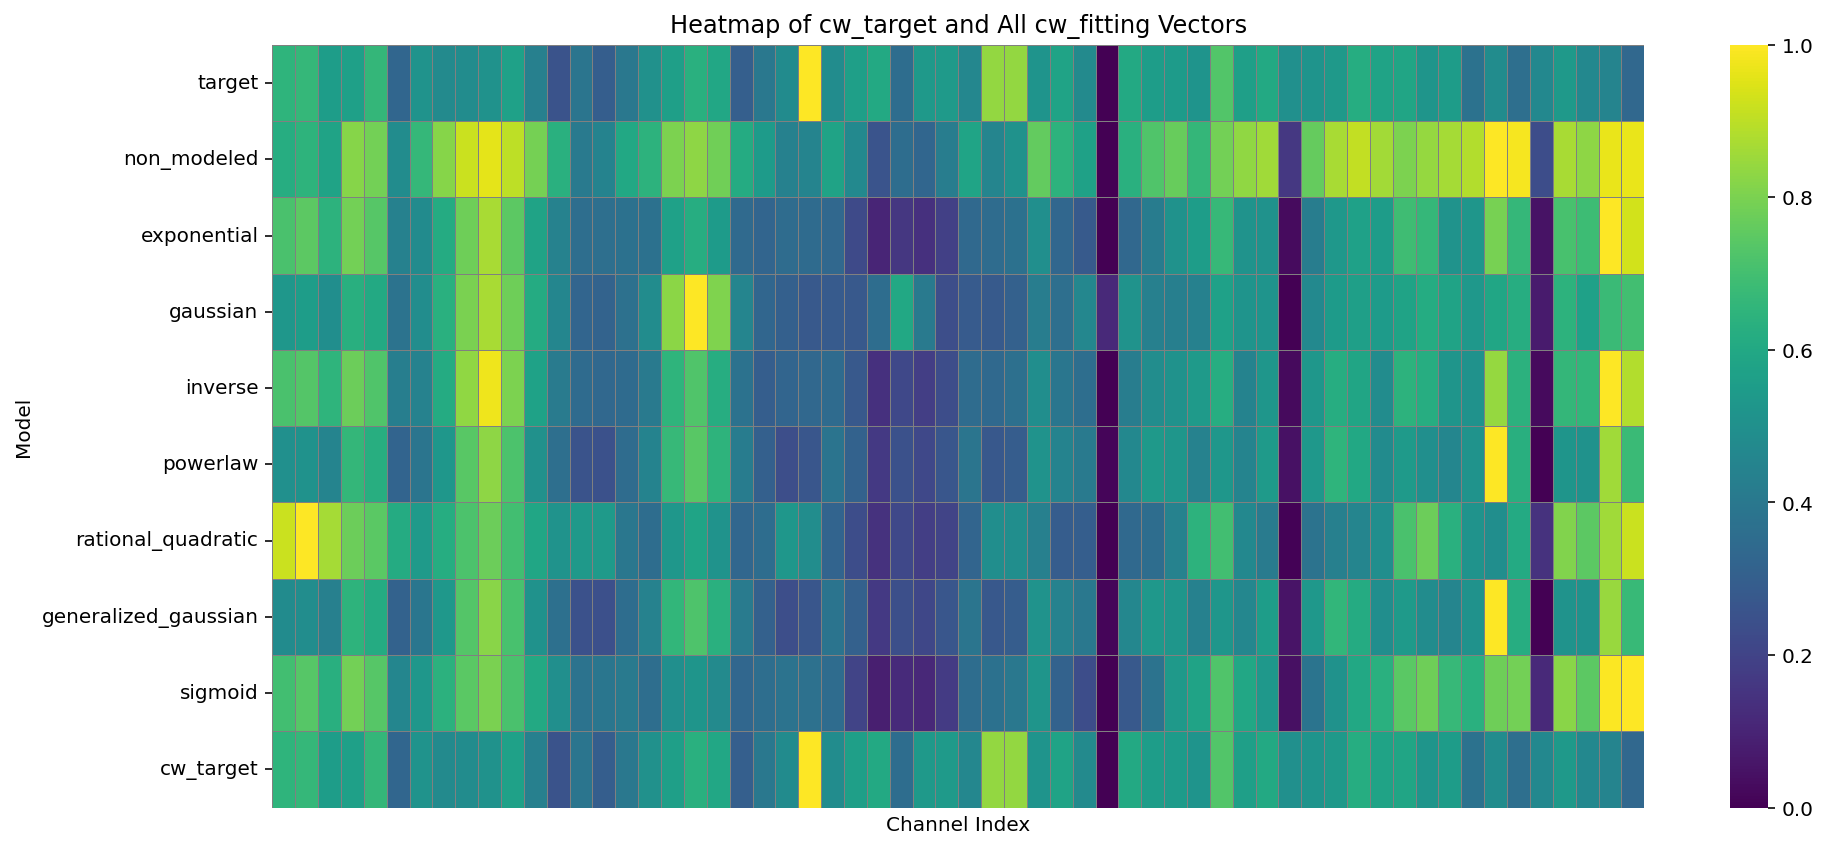 Heatmap of cw_target and All cw_fitting Vectors
Model
target
non_modeled
exponential
gaussian
inverse
powerlaw
rational_quadratic
generalized_gaussian
sigmoid
cw_target
Channel Index
1.0
0.8
0.6
0.4
0.2
0.0